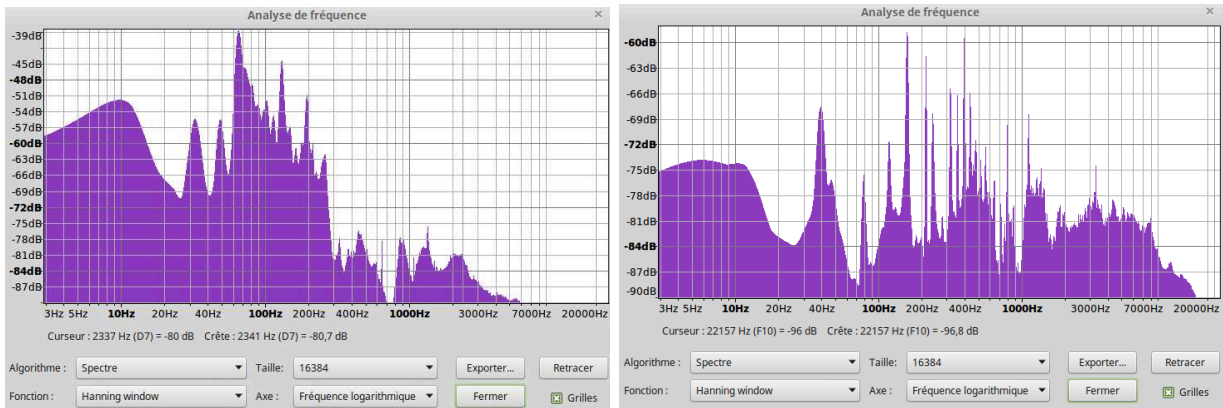 Analyse de fréquence ×
-39dB
-45dB
-48dB
-51dB
-54dB
-57dB
-60dB
-63dB
-66dB
-69dB
-72dB
-75dB
-78dB
-81dB
-84dB
-87dB
3Hz 5Hz 10Hz 20Hz 40Hz 100Hz 200Hz 400Hz 1000Hz 3000Hz 7000Hz 20000Hz
Curseur : 2337 Hz (D7) = -80 dB Crête : 2341 Hz (D7) = -80,7 dB
Algorithme : Spectre Taille: 16384 Exporter... Retracer
Fonction : Hanning window Axe : Fréquence logarithmique Fermer Grilles
Analyse de fréquence ×
-60dB
-63dB
-66dB
-69dB
-72dB
-75dB
-78dB
-81dB
-84dB
-87dB
-90dB
3Hz 5Hz 10Hz 20Hz 40Hz 100Hz 200Hz 400Hz 1000Hz 3000Hz 7000Hz 20000Hz
Curseur : 22157 Hz (F10) = -96 dB Crête : 22157 Hz (F10) = -96,8 dB
Algorithme : Spectre Taille: 16384 Exporter... Retracer
Fonction : Hanning window Axe : Fréquence logarithmique Fermer Grilles